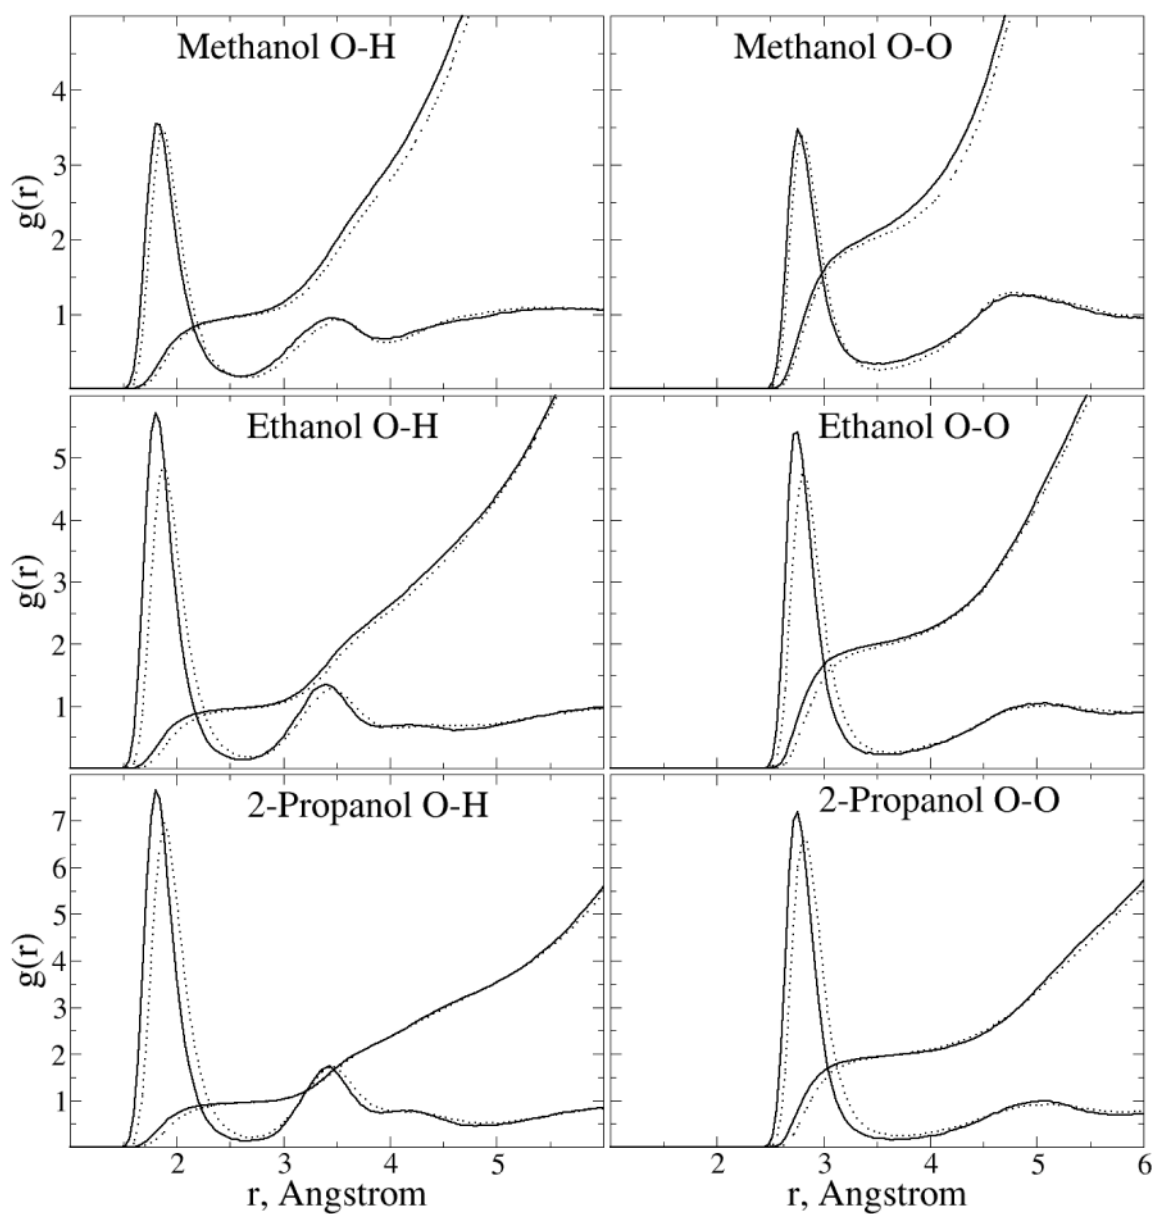 Methanol O-H
Methanol O-O
4
3
2
1
g(r)
Ethanol O-H
Ethanol O-O
5
4
3
2
1
g(r)
2-Propanol O-H
2-Propanol O-O
7
6
5
4
3
2
1
g(r)
2 3 4 5
2 3 4 5 6
r, Angstrom
r, Angstrom